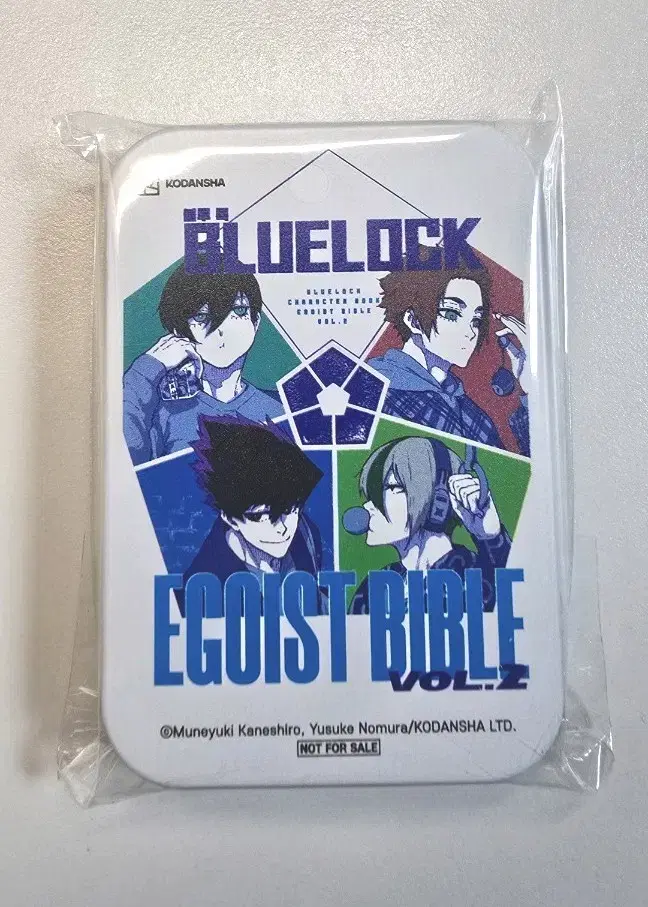 KODANSHA
BLUELOCK
BLUELOCK
CHARACTER BOOK
EGOIST BIBLE
VOL.2
EGOIST BIBLE
VOL.2
©Muneyuki Kaneshiro, Yusuke Nomura/KODANSHA LTD.
NOT FOR SALE